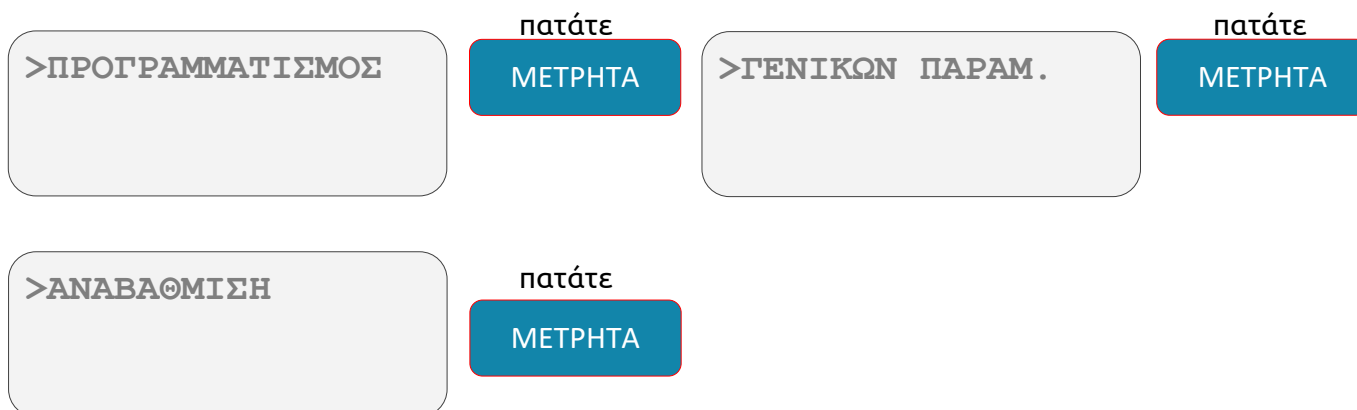 πατάτε
πατάτε
>ΠΡΟΓΡΑΜΜΑΤΙΣΜΟΣ
ΜΕΤΡΗΤΑ
>ΓΕΝΙΚΩΝ ΠΑΡΑΜ.
ΜΕΤΡΗΤΑ
>ΑΝΑΒΑΘΜΙΣΗ
πατάτε
ΜΕΤΡΗΤΑ